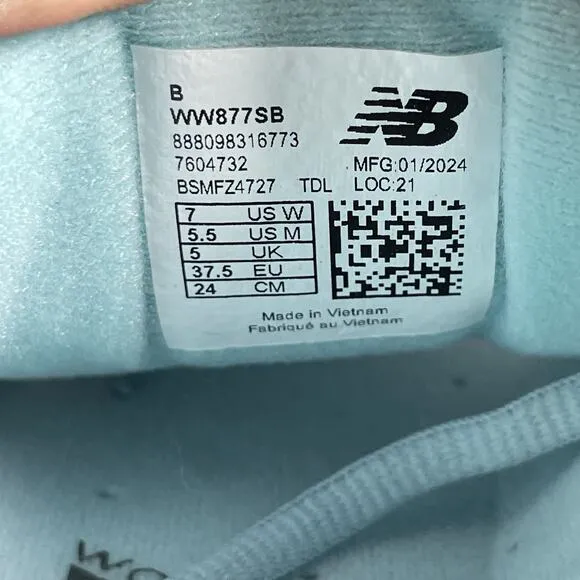 B
WW877SB
888098316773
7604732 MFG:01/2024
BSMFZ4727 TDL LOC:21
NB
7 US W
5.5 US M
5 UK
37.5 EU
24 CM
Made in Vietnam
Fabriqué au Vietnam